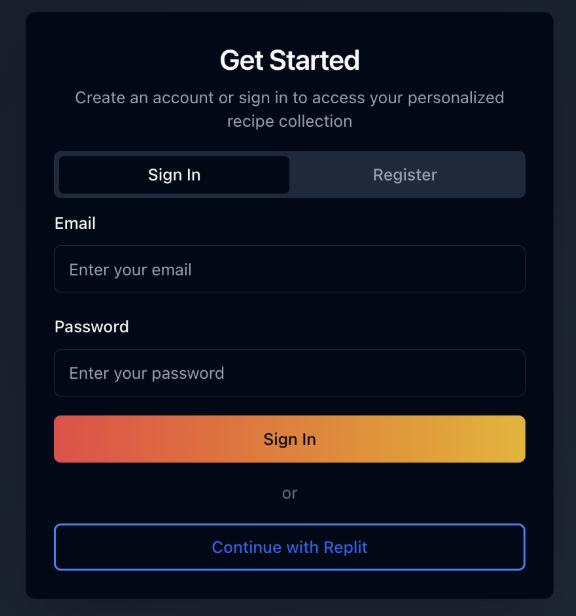 Get Started
Create an account or sign in to access your personalized
recipe collection
Sign In
Register
Email
Enter your email
Password
Enter your password
Sign In
or
Continue with Replit